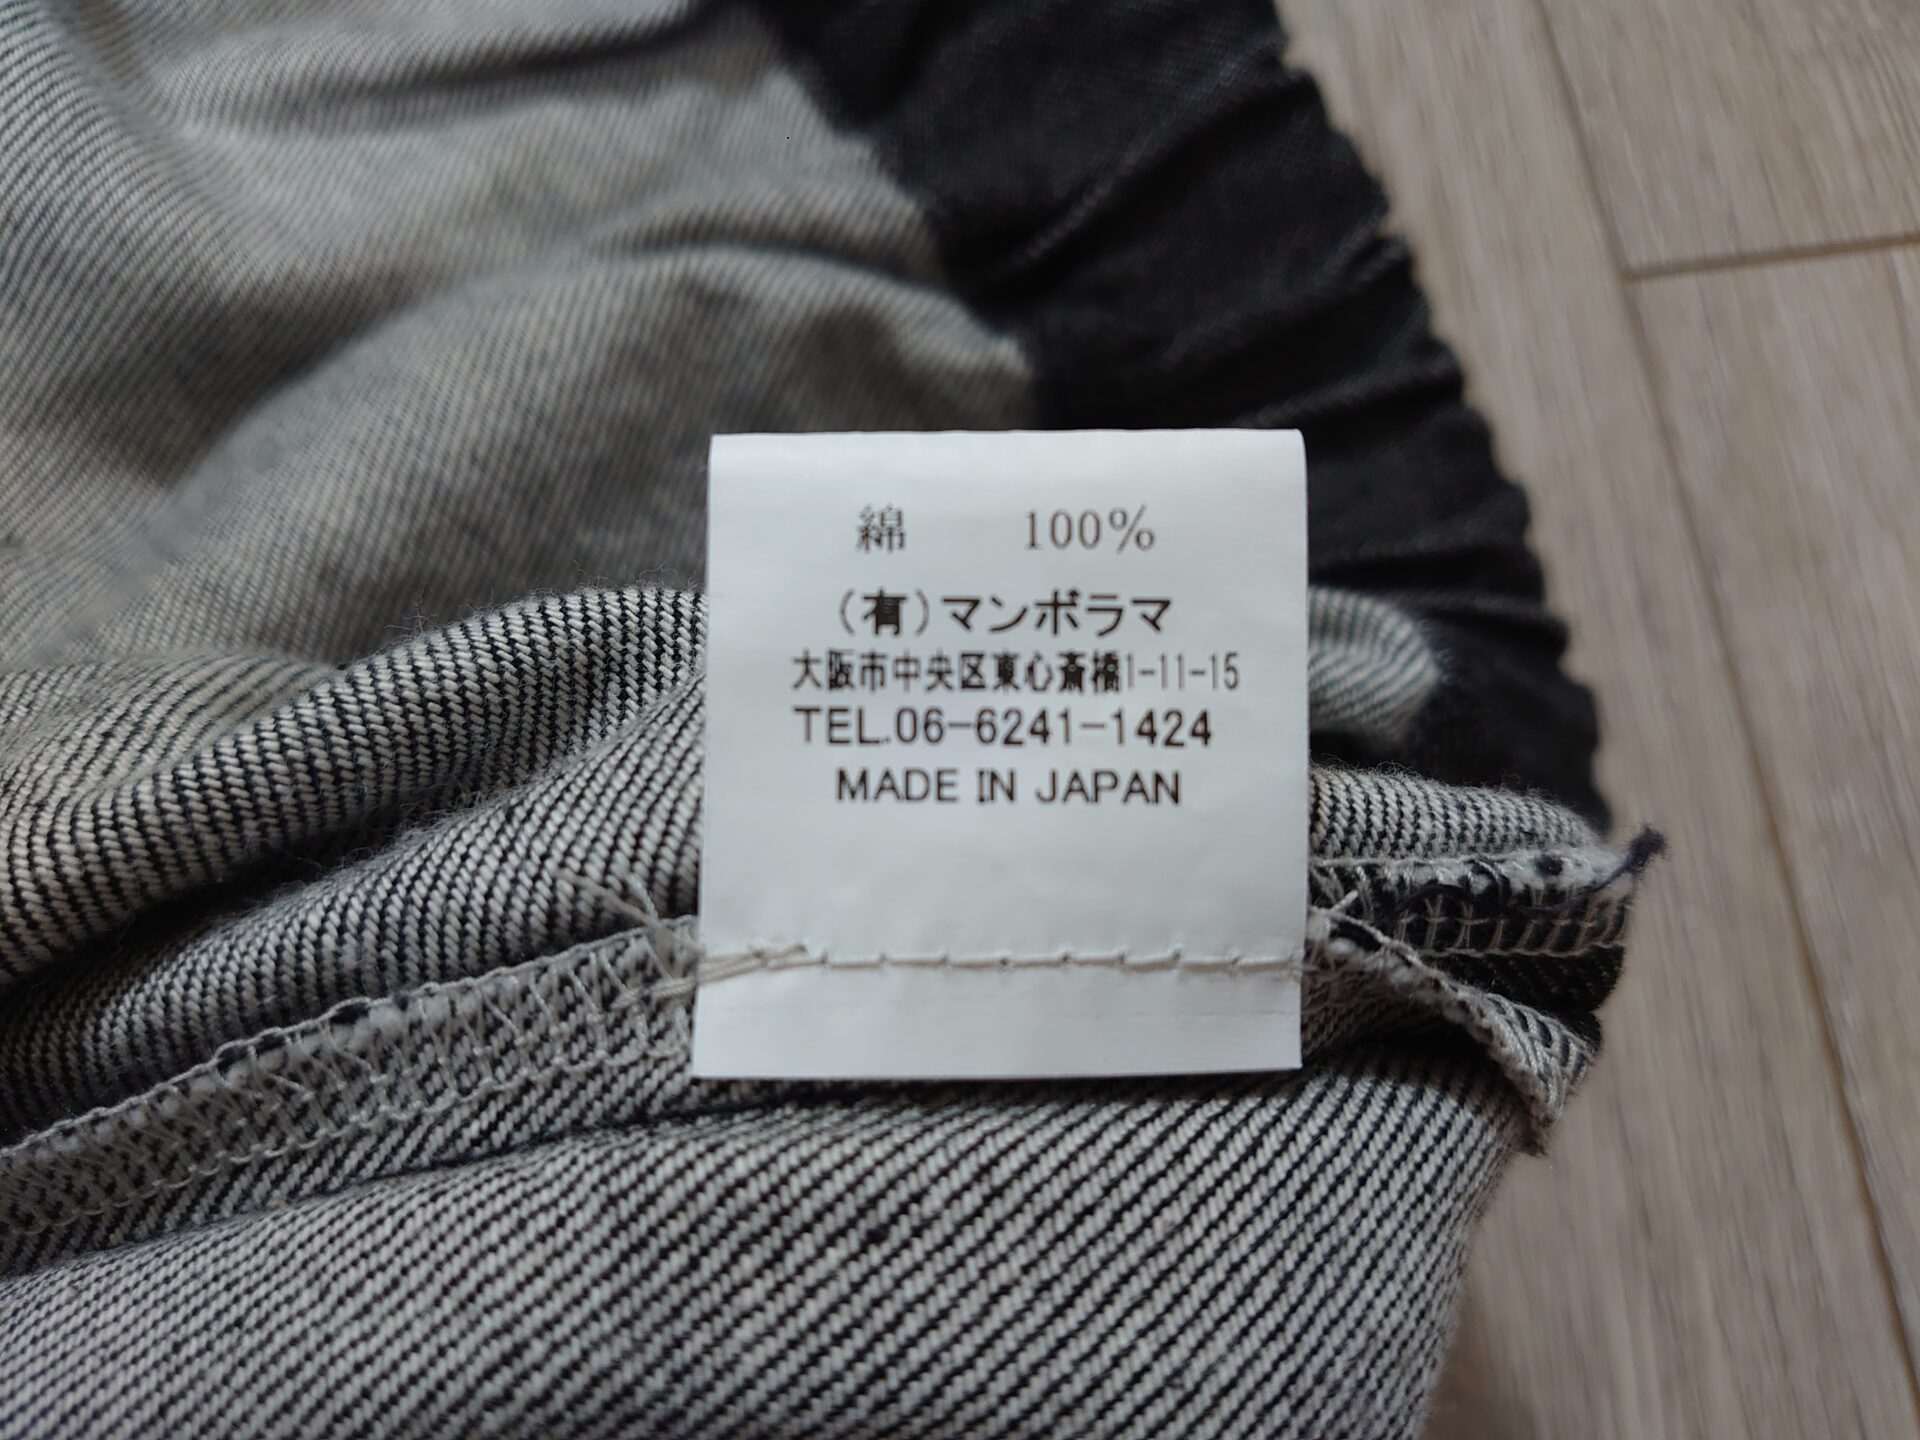 綿　　100%
（有）マンボラマ
大阪市中央区東心斎橋1-11-15
TEL.06-6241-1424
MADE IN JAPAN